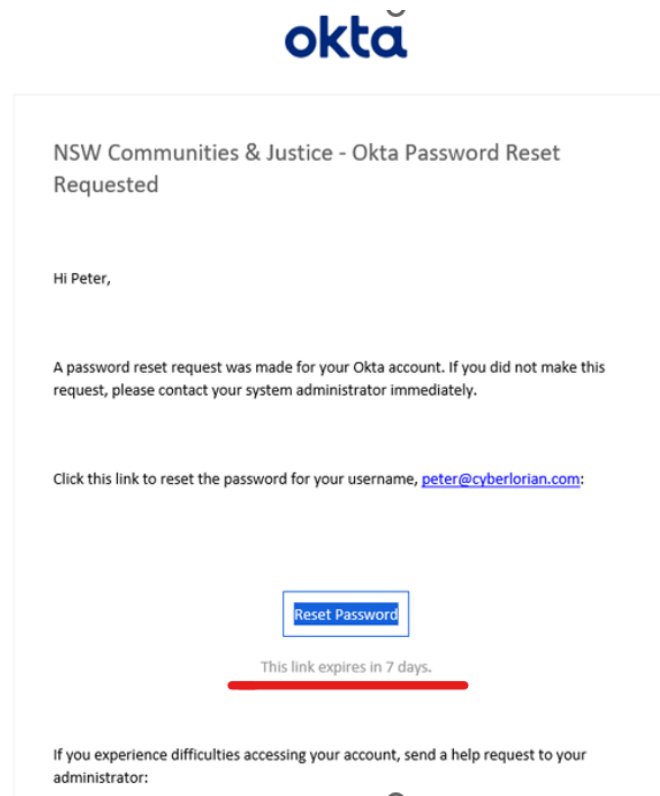 okta
NSW Communities & Justice - Okta Password Reset
Requested
Hi Peter,
A password reset request was made for your Okta account. If you did not make this
request, please contact your system administrator immediately.
Click this link to reset the password for your username, peter@cyberlorian.com:
Reset Password
This link expires in 7 days.
If you experience difficulties accessing your account, send a help request to your
administrator: